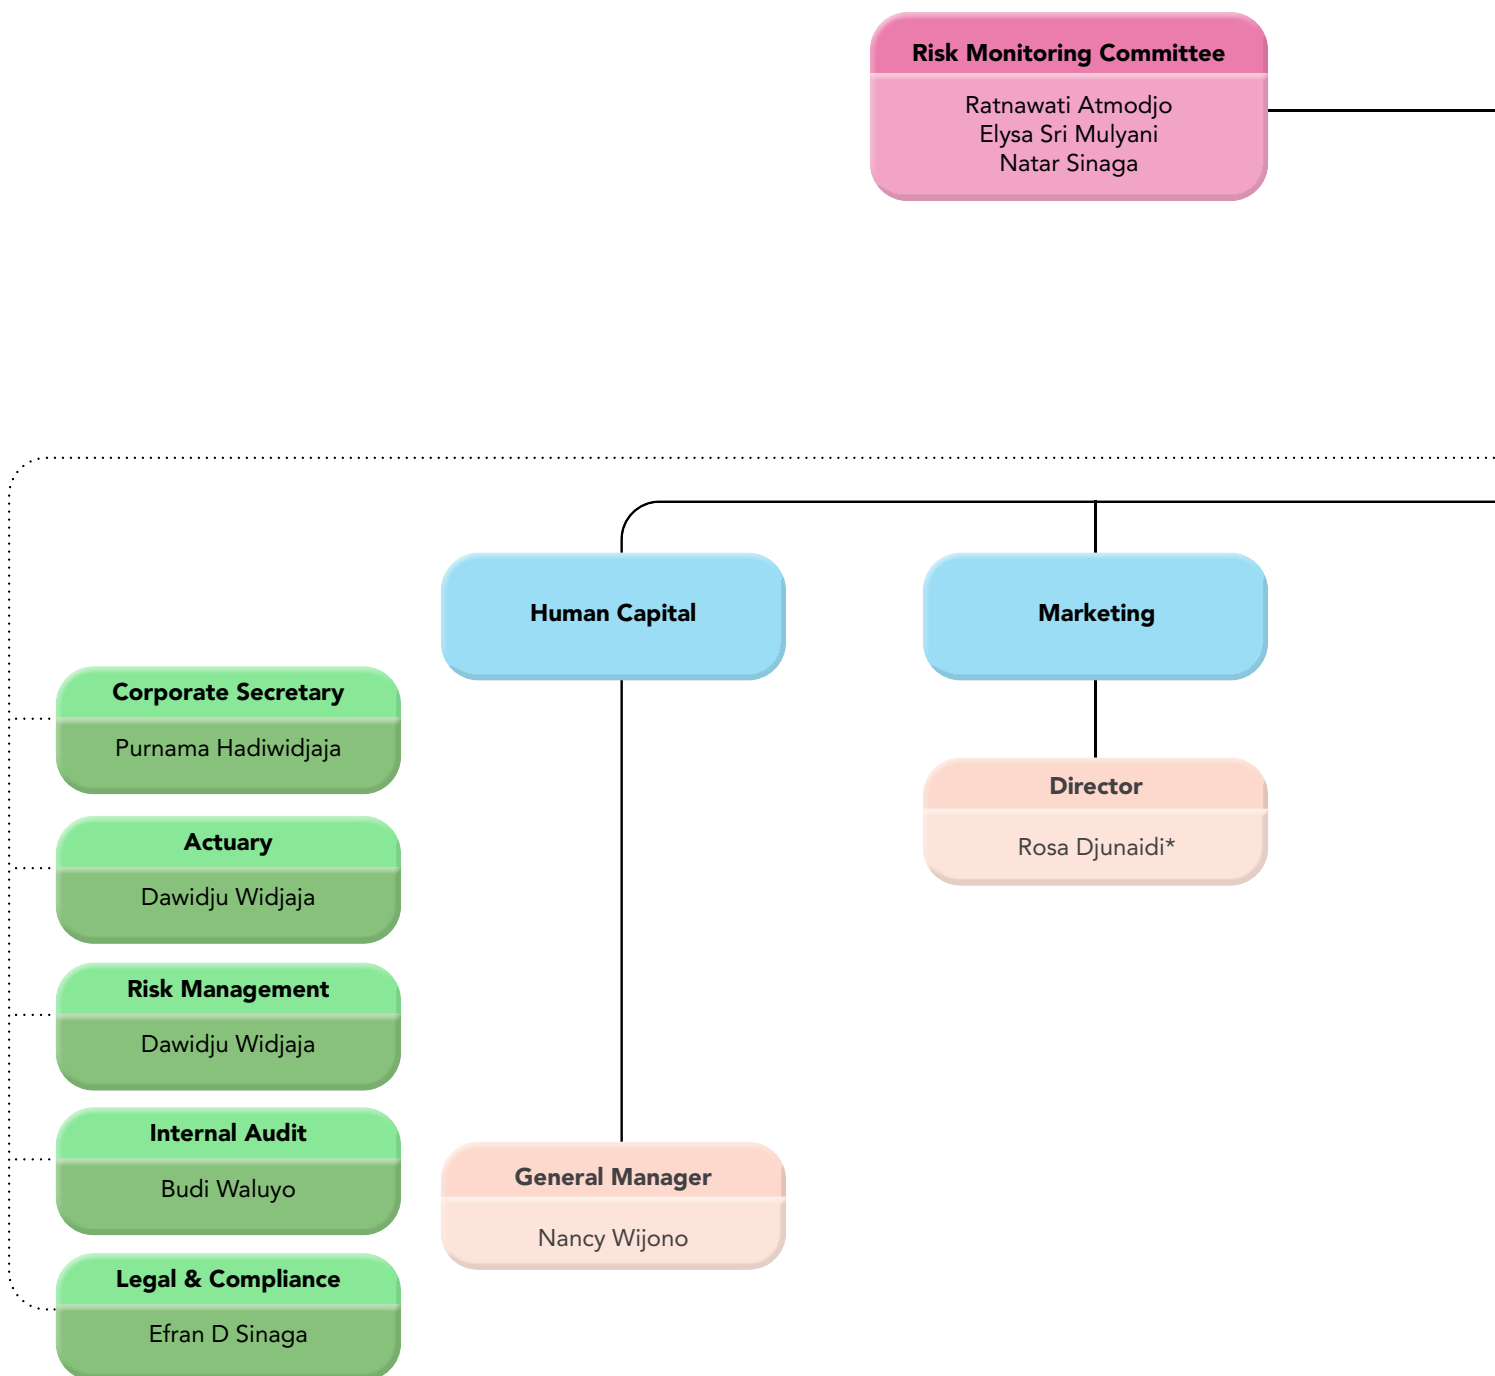 Risk Monitoring Committee
Ratnawati Atmodjo
Elysa Sri Mulyani
Natar Sinaga
Human Capital
Marketing
Corporate Secretary
Purnama Hadiwidjaja
Director
Rosa Djunaidi*
Actuary
Dawidju Widjaja
Risk Management
Dawidju Widjaja
Internal Audit
Budi Waluyo
General Manager
Nancy Wijono
Legal & Compliance
Efran D Sinaga